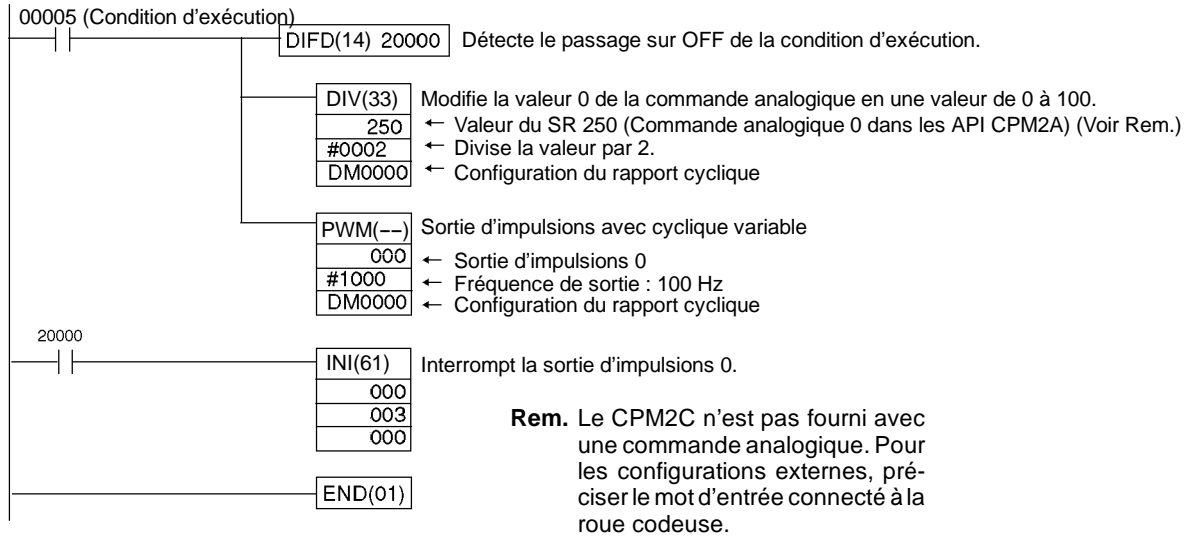 00005 (Condition d'exécution)
DIFD(14) 20000 Détecte le passage sur OFF de la condition d'exécution.
DIV(33) Modifie la valeur 0 de la commande analogique en une valeur de 0 à 100.
250 ← Valeur du SR 250 (Commande analogique 0 dans les API CPM2A) (Voir Rem.)
#0002 ← Divise la valeur par 2.
DM0000 ← Configuration du rapport cyclique
PWM(--) Sortie d'impulsions avec cyclique variable
000 ← Sortie d'impulsions 0
#1000 ← Fréquence de sortie : 100 Hz
DM0000 ← Configuration du rapport cyclique
20000
INI(61) Interrompt la sortie d'impulsions 0.
000
003
000
Rem. Le CPM2C n'est pas fourni avec
une commande analogique. Pour
les configurations externes, pré-
ciser le mot d'entrée connecté à la
roue codeuse.
END(01)